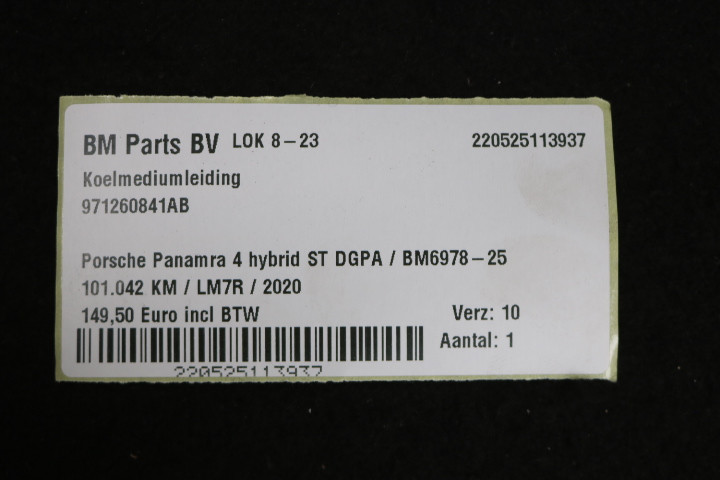 BM Parts BV LOK 8-23 220525113937
Koelmediumleiding
971260841AB
Porsche Panamra 4 hybrid ST DGPA / BM6978-25
101.042 KM / LM7R / 2020
149,50 Euro incl BTW Verz: 10
Aantal: 1
220525113937